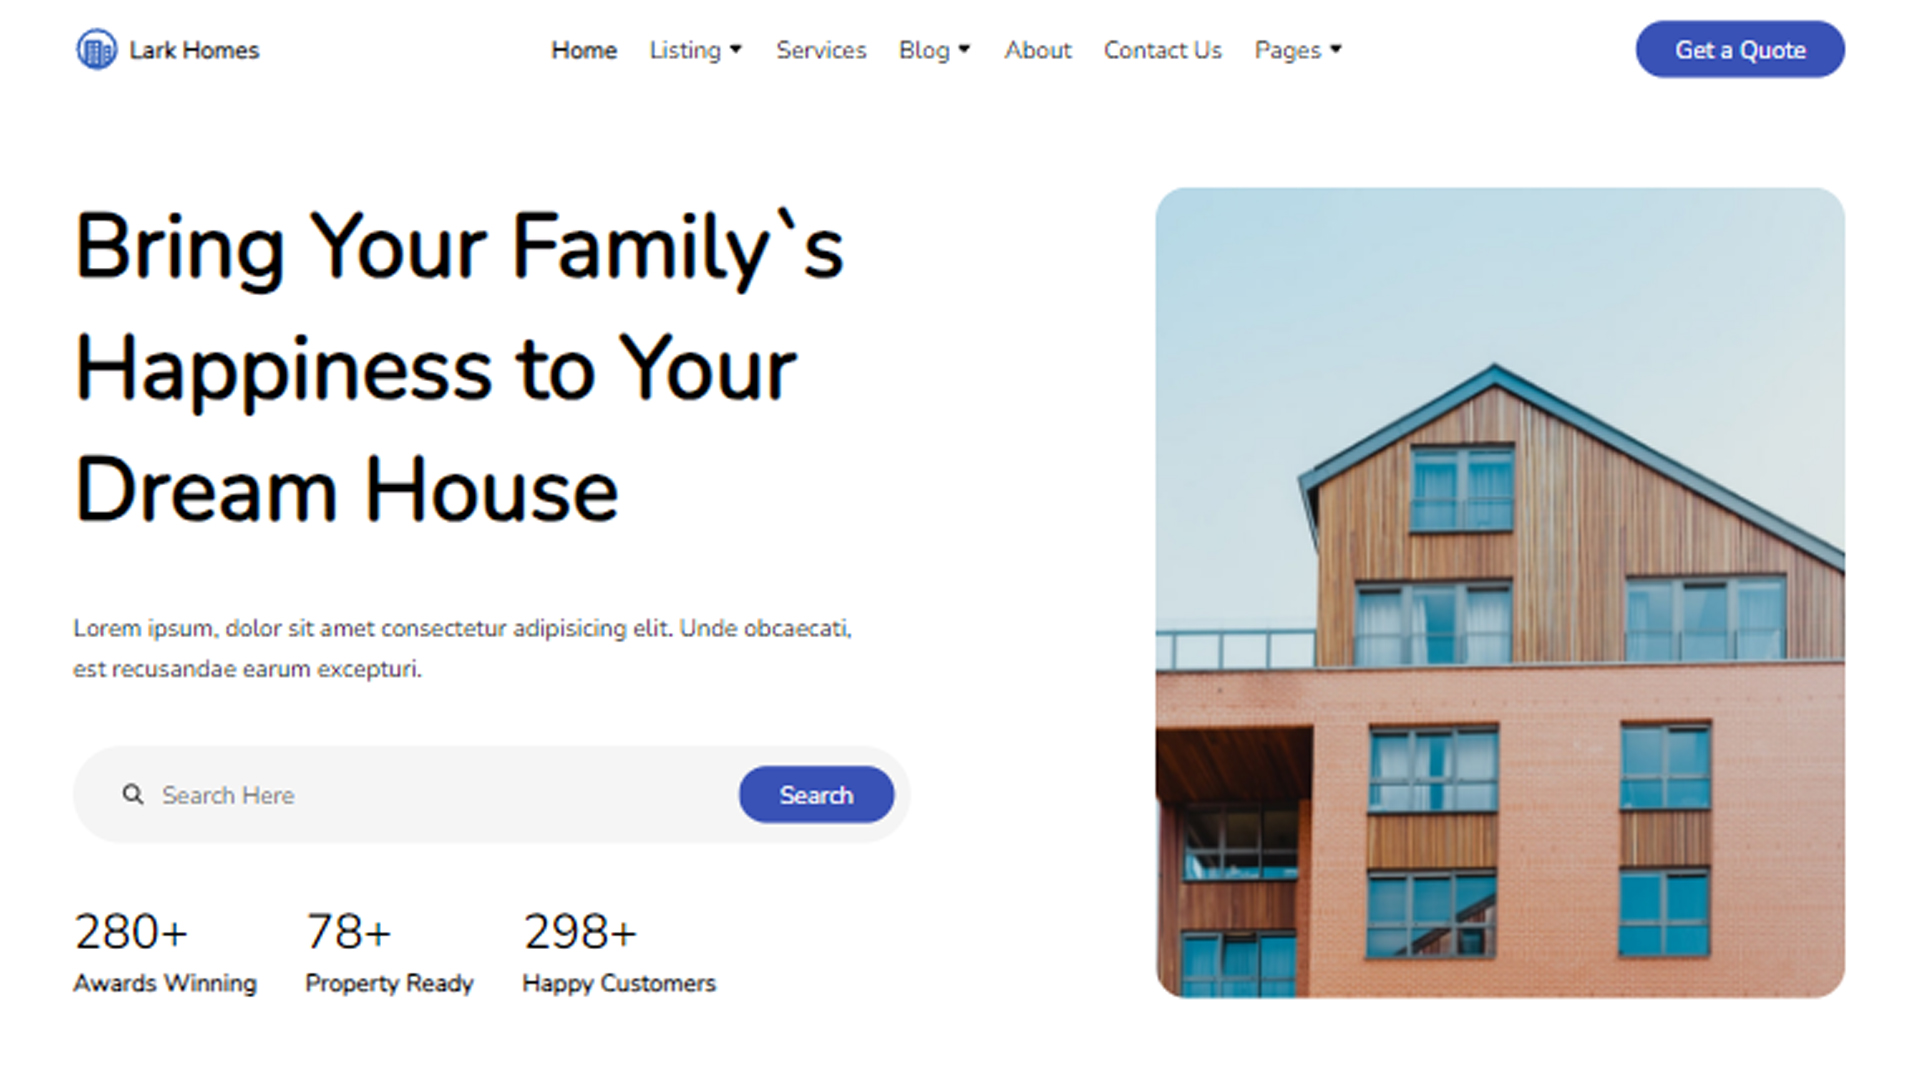 Lark Homes
Home Listing Services Blog About Contact Us Pages
Get a Quote
Bring Your Family`s
Happiness to Your
Dream House
Lorem ipsum, dolor sit amet consectetur adipisicing elit. Unde obcaecati,
est recusandae earum excepturi.
Search Here
Search
280+ 78+ 298+
Awards Winning Property Ready Happy Customers